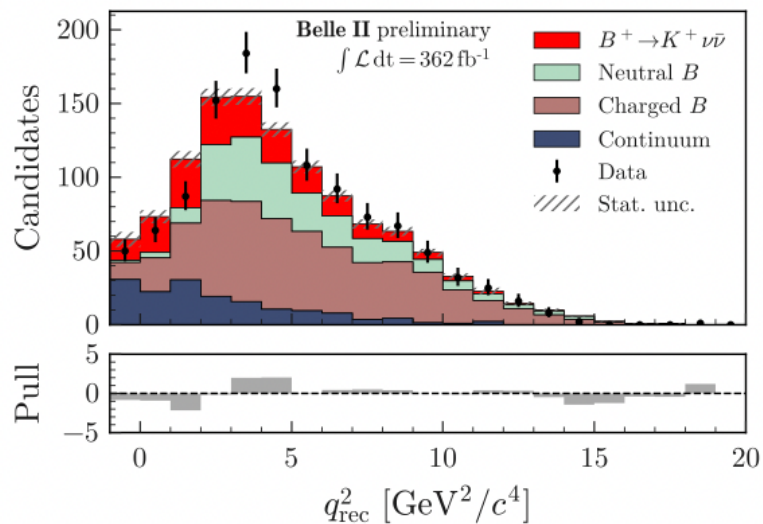 Belle II preliminary
∫ 𝓛 dt = 362 fb⁻¹
B⁺→K⁺νν̄
Neutral B
Charged B
Continuum
Data
Stat. unc.
Candidates
200
150
100
50
0
Pull
5
0
−5
0 5 10 15 20
q²rec [GeV²/c⁴]